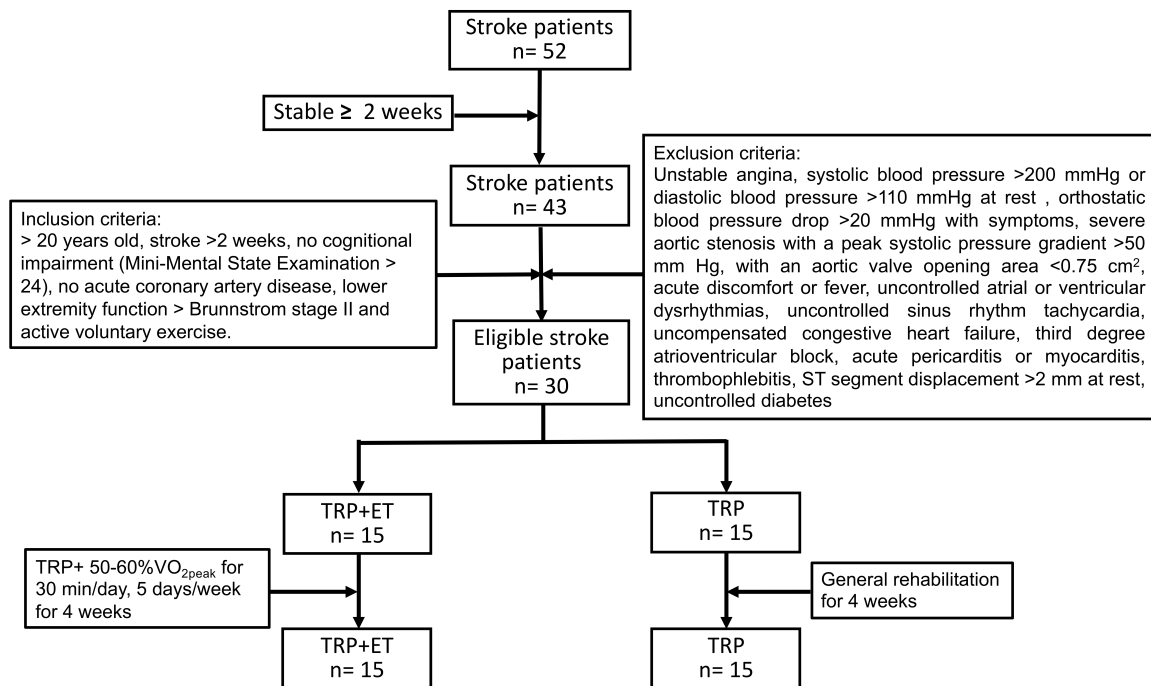 Stroke patients
n= 52
Stable ≥ 2 weeks
Stroke patients
n= 43
Inclusion criteria:
> 20 years old, stroke >2 weeks, no cognitional
impairment (Mini-Mental State Examination >
24), no acute coronary artery disease, lower
extremity function > Brunnstrom stage II and
active voluntary exercise.
Exclusion criteria:
Unstable angina, systolic blood pressure >200 mmHg or
diastolic blood pressure >110 mmHg at rest , orthostatic
blood pressure drop >20 mmHg with symptoms, severe
aortic stenosis with a peak systolic pressure gradient >50
mm Hg, with an aortic valve opening area <0.75 cm²,
acute discomfort or fever, uncontrolled atrial or ventricular
dysrhythmias, uncontrolled sinus rhythm tachycardia,
uncompensated congestive heart failure, third degree
atrioventricular block, acute pericarditis or myocarditis,
thrombophlebitis, ST segment displacement >2 mm at rest,
uncontrolled diabetes
Eligible stroke
patients
n= 30
TRP+ET
n= 15
TRP
n= 15
TRP+ 50-60%VO₂peak for
30 min/day, 5 days/week
for 4 weeks
General rehabilitation
for 4 weeks
TRP+ET
n= 15
TRP
n= 15